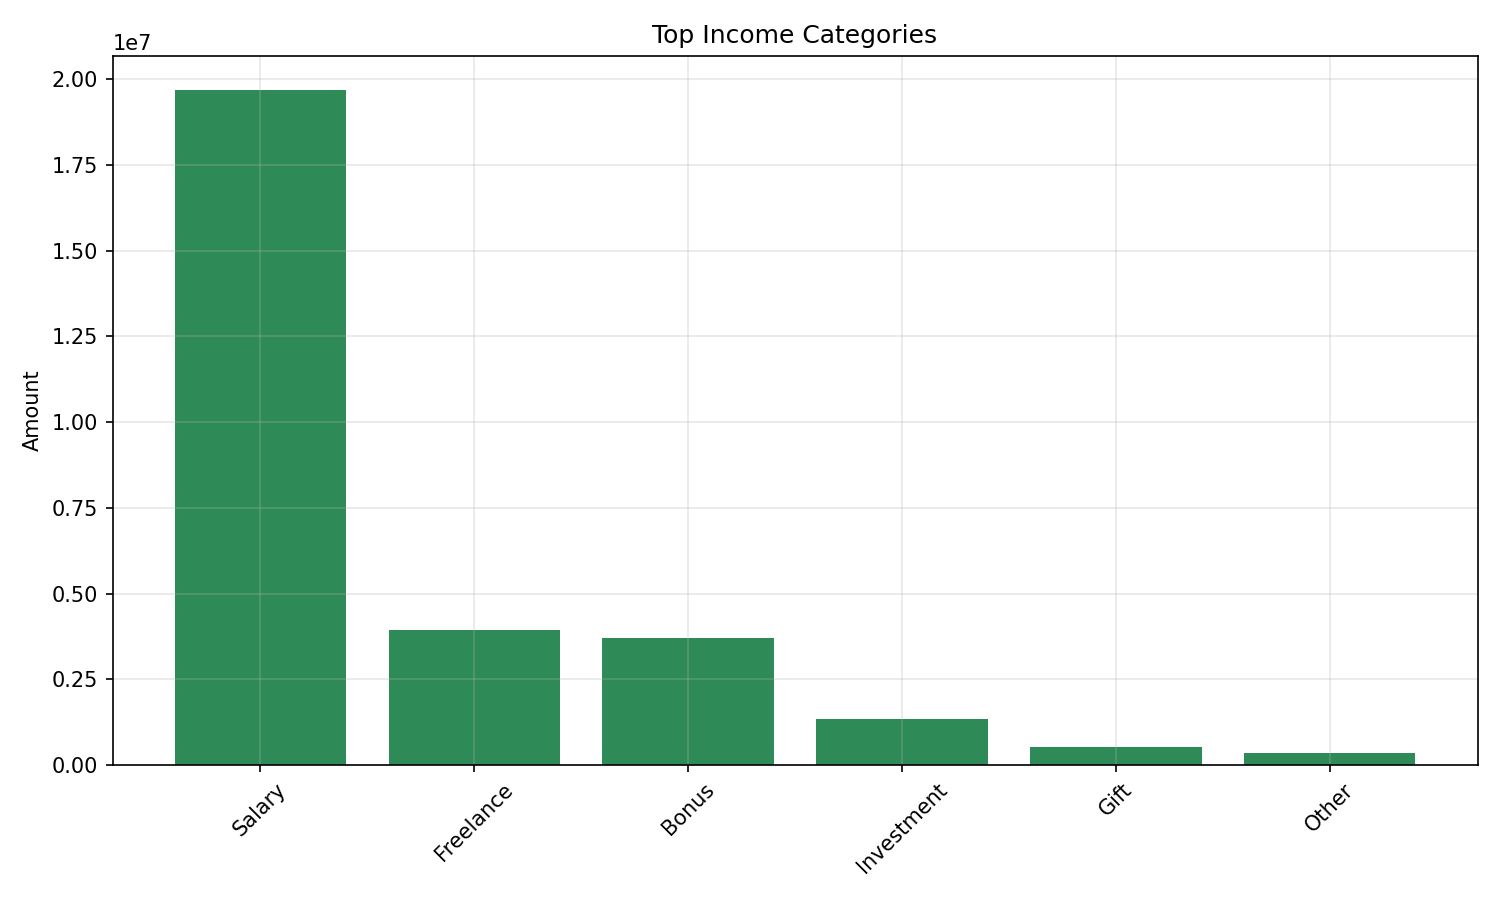 Top Income Categories
1e7
2.00
1.75
1.50
1.25
1.00
0.75
0.50
0.25
0.00
Amount
Salary
Freelance
Bonus
Investment
Gift
Other